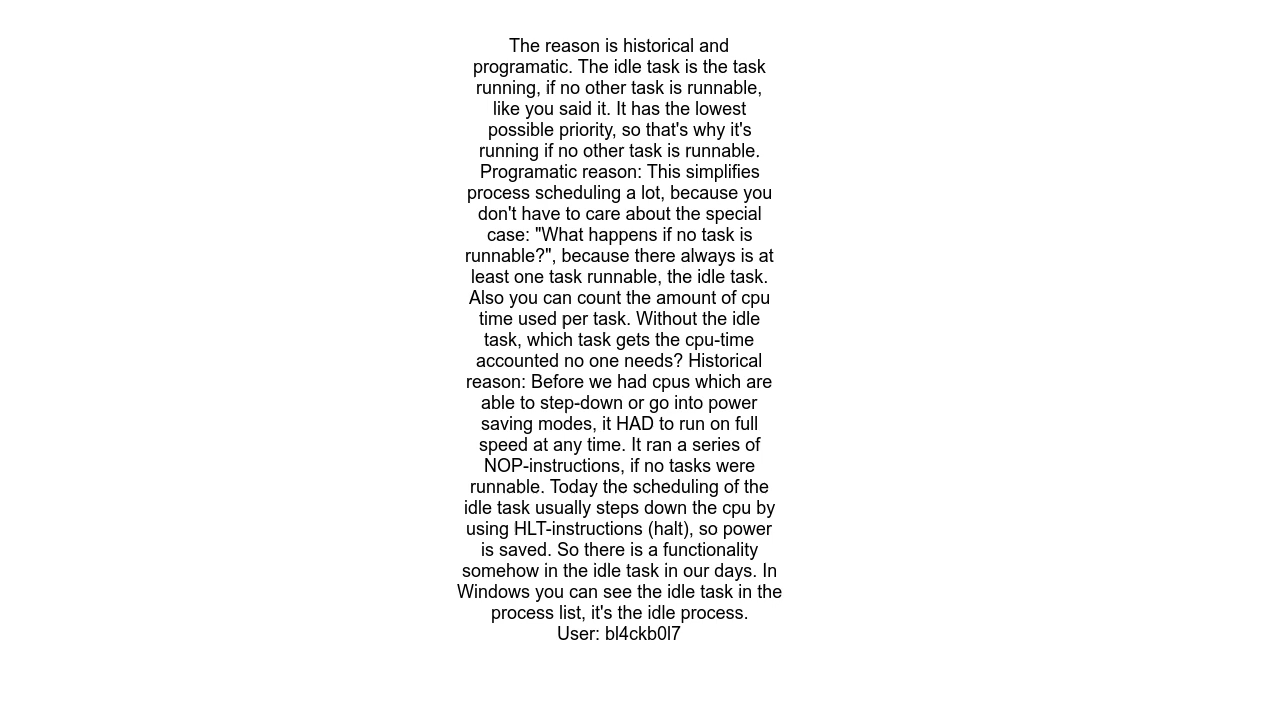 The reason is historical and
programatic. The idle task is the task
running, if no other task is runnable,
like you said it. It has the lowest
possible priority, so that's why it's
running if no other task is runnable.
Programatic reason: This simplifies
process scheduling a lot, because you
don't have to care about the special
case: "What happens if no task is
runnable?", because there always is at
least one task runnable, the idle task.
Also you can count the amount of cpu
time used per task. Without the idle
task, which task gets the cpu-time
accounted no one needs? Historical
reason: Before we had cpus which are
able to step-down or go into power
saving modes, it HAD to run on full
speed at any time. It ran a series of
NOP-instructions, if no tasks were
runnable. Today the scheduling of the
idle task usually steps down the cpu by
using HLT-instructions (halt), so power
is saved. So there is a functionality
somehow in the idle task in our days. In
Windows you can see the idle task in the
process list, it's the idle process.
User: bl4ckb0l7